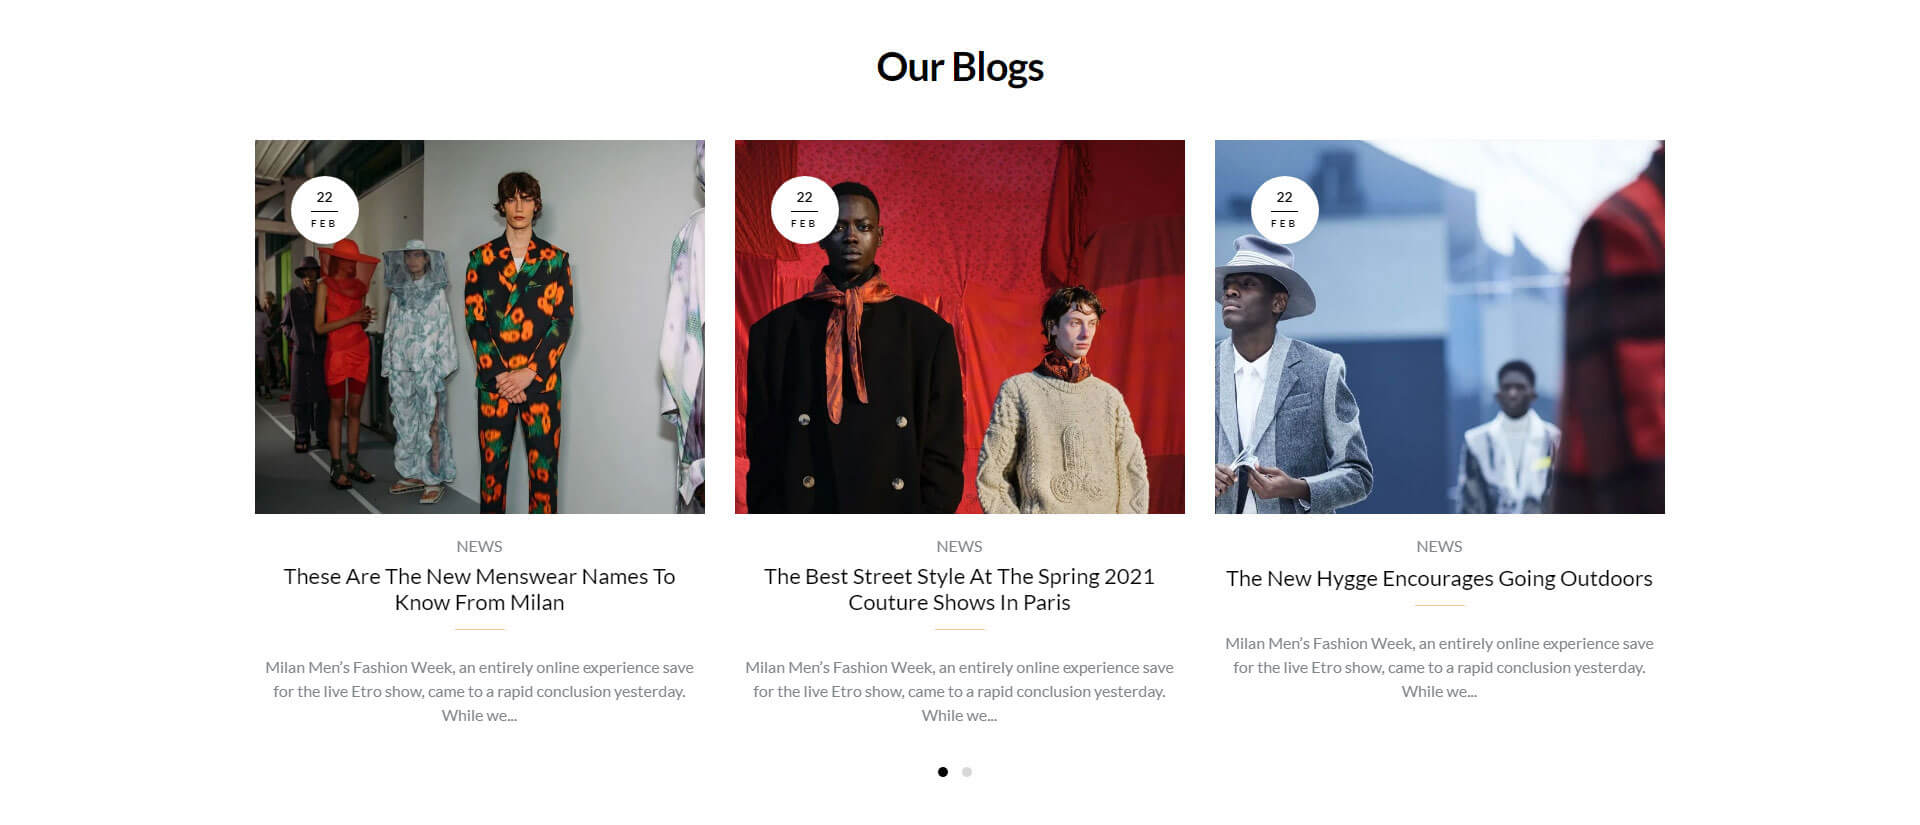 Our Blogs
22
FEB
22
FEB
22
FEB
NEWS
These Are The New Menswear Names To
Know From Milan
Milan Men’s Fashion Week, an entirely online experience save
for the live Etro show, came to a rapid conclusion yesterday.
While we...
NEWS
The Best Street Style At The Spring 2021
Couture Shows In Paris
Milan Men’s Fashion Week, an entirely online experience save
for the live Etro show, came to a rapid conclusion yesterday.
While we...
NEWS
The New Hygge Encourages Going Outdoors
Milan Men’s Fashion Week, an entirely online experience save
for the live Etro show, came to a rapid conclusion yesterday.
While we...